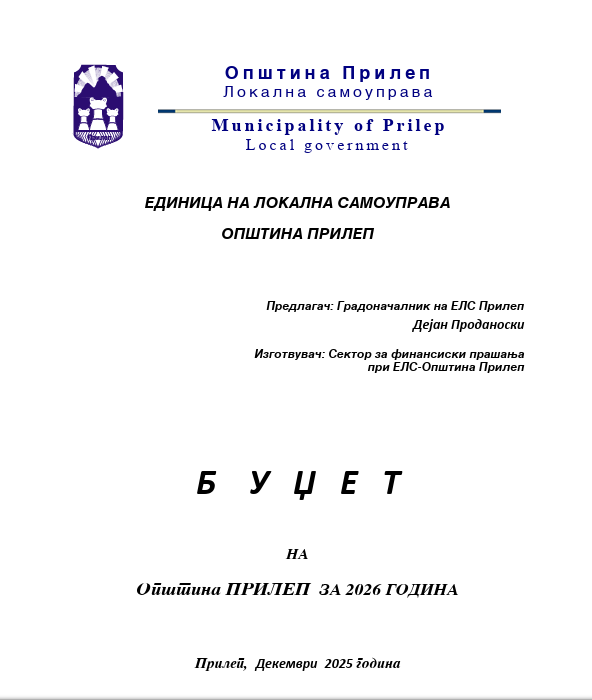 Општина Прилеп
Локална самоуправа
Municipality of Prilep
Local government
ЕДИНИЦА НА ЛОКАЛНА САМОУПРАВА
ОПШТИНА ПРИЛЕП
Предлагач: Градоначалник на ЕЛС Прилеп
Дејан Проданоски
Изготвувач: Сектор за финансиски прашања
при ЕЛС-Општина Прилеп
Б У Џ Е Т
НА
Општина ПРИЛЕП ЗА 2026 ГОДИНА
Прилеп, Декември 2025 година